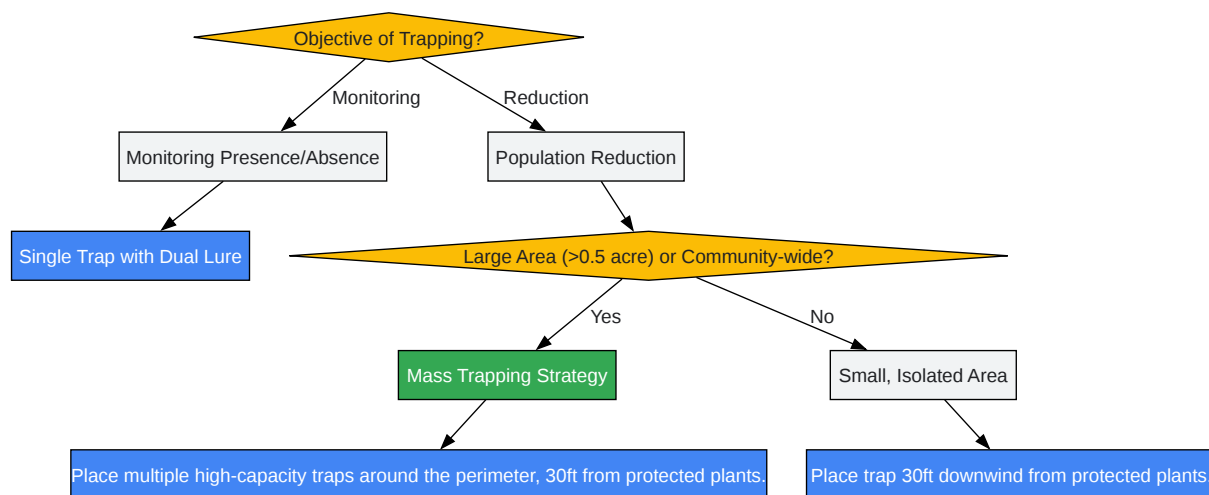 Objective of Trapping?
Monitoring
Reduction
Monitoring Presence/Absence
Population Reduction
Single Trap with Dual Lure
Large Area (>0.5 acre) or Community-wide?
Yes
No
Mass Trapping Strategy
Small, Isolated Area
Place multiple high-capacity traps around the perimeter, 30ft from protected plants.
Place trap 30ft downwind from protected plants.